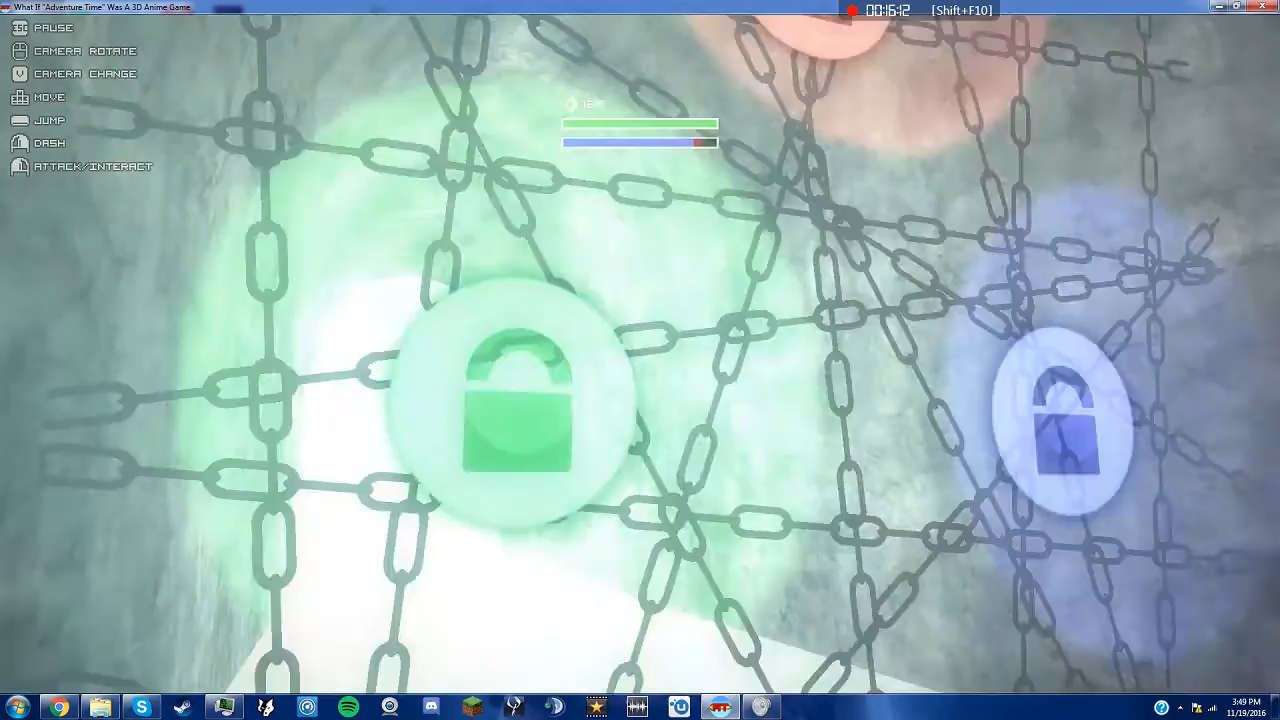 What If "Adventure Time" Was A 3D Anime Game
00:16:12 [Shift+F10]
PAUSE
CAMERA ROTATE
V CAMERA CHANGE
MOVE
JUMP
DASH
ATTACK/INTERACT
3:49 PM
11/19/2016